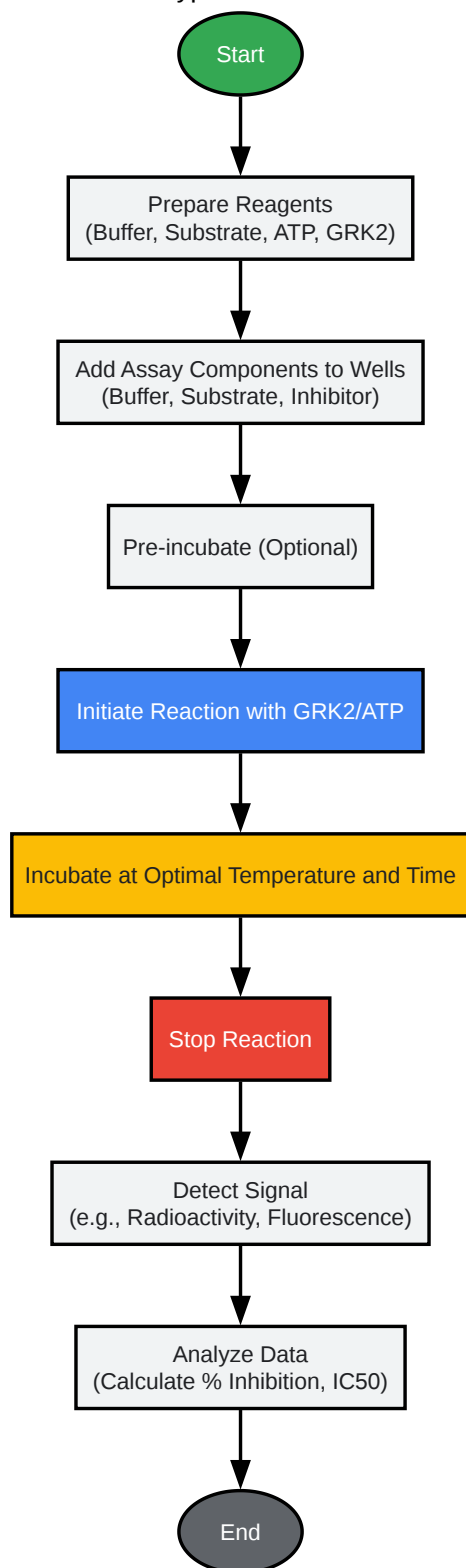 Start
Prepare Reagents
(Buffer, Substrate, ATP, GRK2)
Add Assay Components to Wells
(Buffer, Substrate, Inhibitor)
Pre-incubate (Optional)
Initiate Reaction with GRK2/ATP
Incubate at Optimal Temperature and Time
Stop Reaction
Detect Signal
(e.g., Radioactivity, Fluorescence)
Analyze Data
(Calculate % Inhibition, IC50)
End